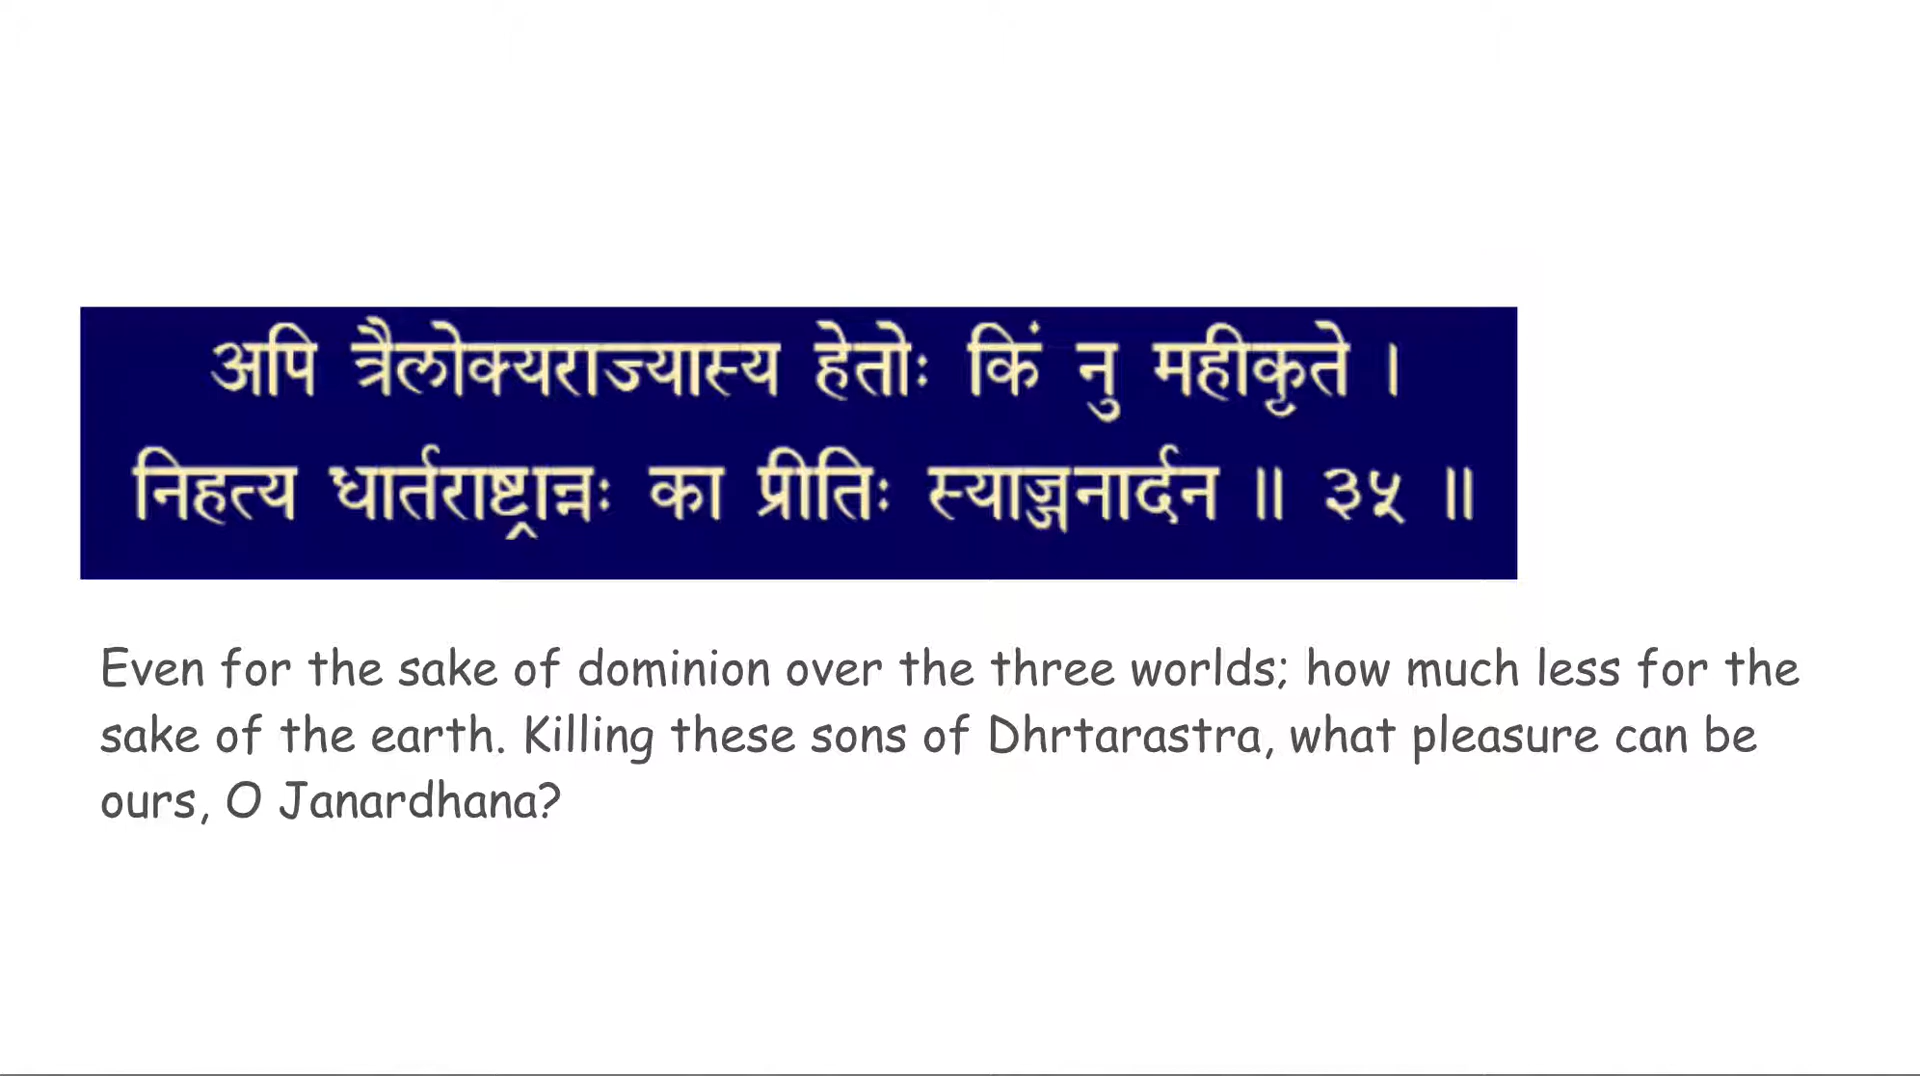 अपि त्रैलोक्यराज्यास्य हेतोः किं नु महीकृते ।
निहत्य धार्तराष्ट्रान्नः का प्रीतिः स्याज्जनार्दन ॥ ३५ ॥
Even for the sake of dominion over the three worlds; how much less for the
sake of the earth. Killing these sons of Dhrtarastra, what pleasure can be
ours, O Janardhana?